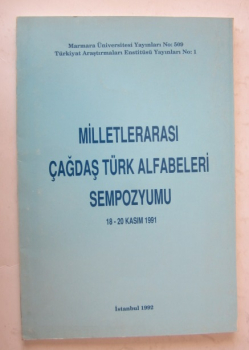 Marmara Üniversitesi Yayınları No: 509
Türkiyat Araştırmaları Enstitüsü Yayınları No: 1
MİLLETLERARASI
ÇAĞDAŞ TÜRK ALFABELERİ
SEMPOZYUMU
18 - 20 KASIM 1991
İstanbul 1992